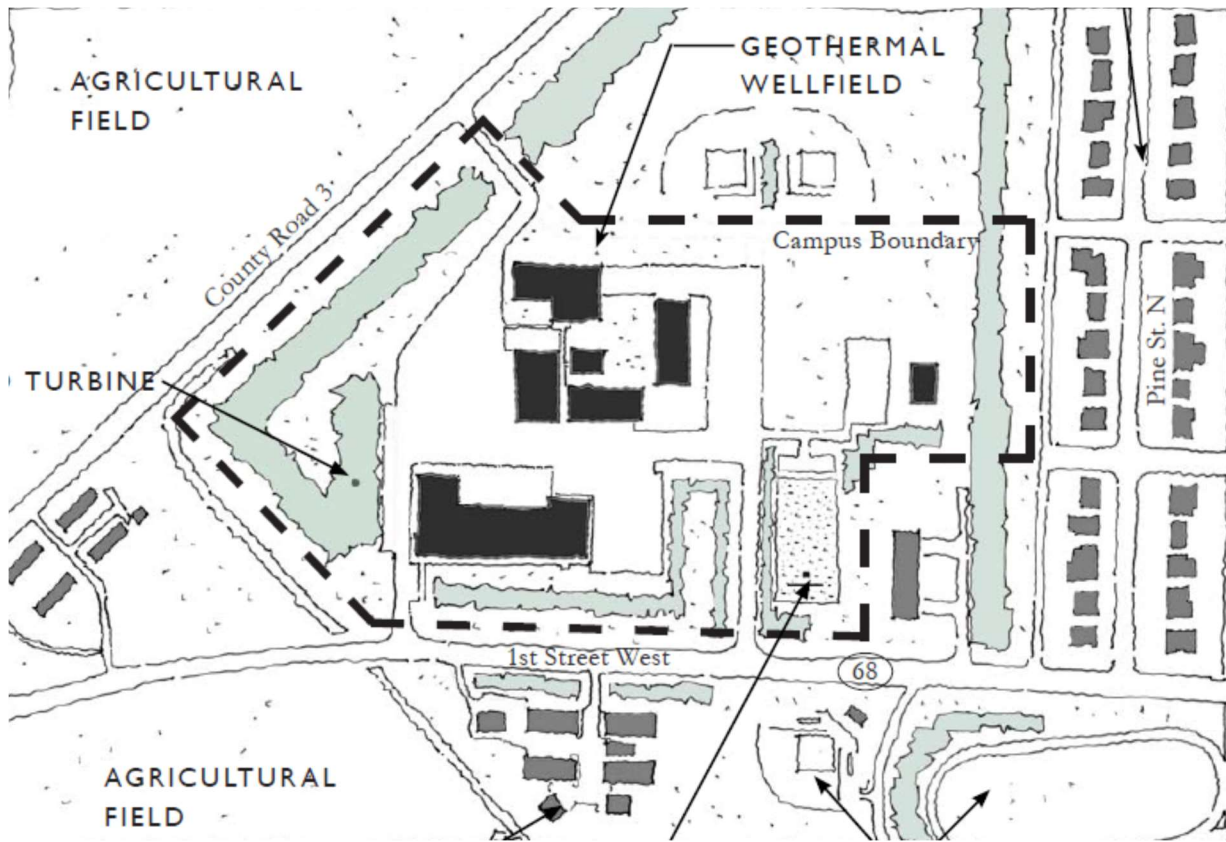 GEOTHERMAL
WELLFIELD
AGRICULTURAL
FIELD
County Road 3
Campus Boundary
Pine St. N
TURBINE
1st Street West
68
AGRICULTURAL
FIELD